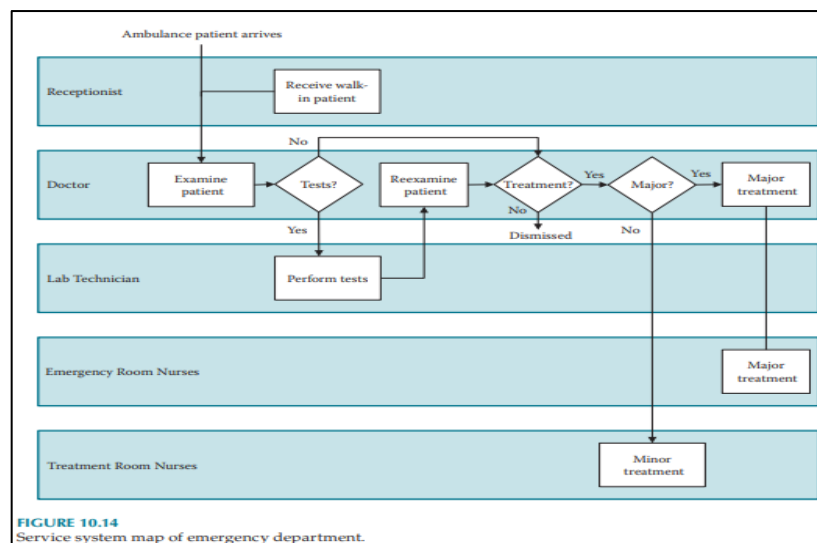 Ambulance patient arrives
Receptionist
Receive walk-
in patient
No
Doctor
Examine
patient
Tests?
Reexamine
patient
Treatment?
Yes
Major?
Yes
Major
treatment
No
Dismissed
Yes
No
Lab Technician
Perform tests
Emergency Room Nurses
Major
treatment
Treatment Room Nurses
Minor
treatment
FIGURE 10.14
Service system map of emergency department.